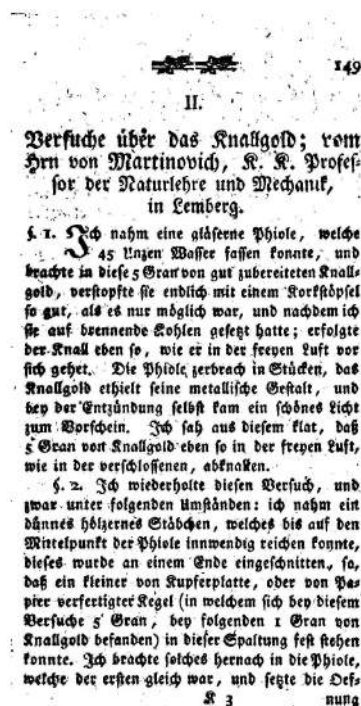 149
II.
Versuche über das Knallgold; vom
Hrn von Martinovich, K. K. Profes-
sor der Naturlehre und Mechanik,
in Lemberg.
§. 1. Ich nahm eine gläserne Phiole, welche
45 Unzen Wasser fassen konnte, und
brachte in diese 5 Gran von gut zubereiteten Knall-
gold, verstopfte sie endlich mit einem Korkstöpsel
so gut, als es nur möglich war, und nachdem ich
sie auf brennende Kohlen gesetzt hatte; erfolgte
der Knall eben so, wie er in der freyen Luft vor
sich gehet. Die Phiole zerbrach in Stücken, das
Knallgold ethielt seine metallische Gestalt, und
bey der Entzündung selbst kam ein schönes Licht
zum Vorschein. Ich sah aus diesem klat, daß
5 Gran von Knallgold eben so in der freyen Luft,
wie in der verschlossenen, abknallen.
§. 2. Ich wiederholte diesen Versuch, und
zwar unter folgenden Umständen: ich nahm ein
dünnes hölzernes Stäbchen, welches bis auf den
Mittelpunkt der Phiole innwendig reichen konnte,
dieses wurde an einem Ende eingeschnitten, so,
daß ein kleiner von Kupferplatte, oder von Pa-
pier verfertigter Kegel (in welchem sich bey diesem
Versuche 5 Gran, bey folgenden 1 Gran von
Knallgold befanden) in dieser Spaltung fest stehen
konnte. Ich brachte solches hernach in die Phiole,
welche der ersten gleich war, und setzte die Oef-
K 3 nung